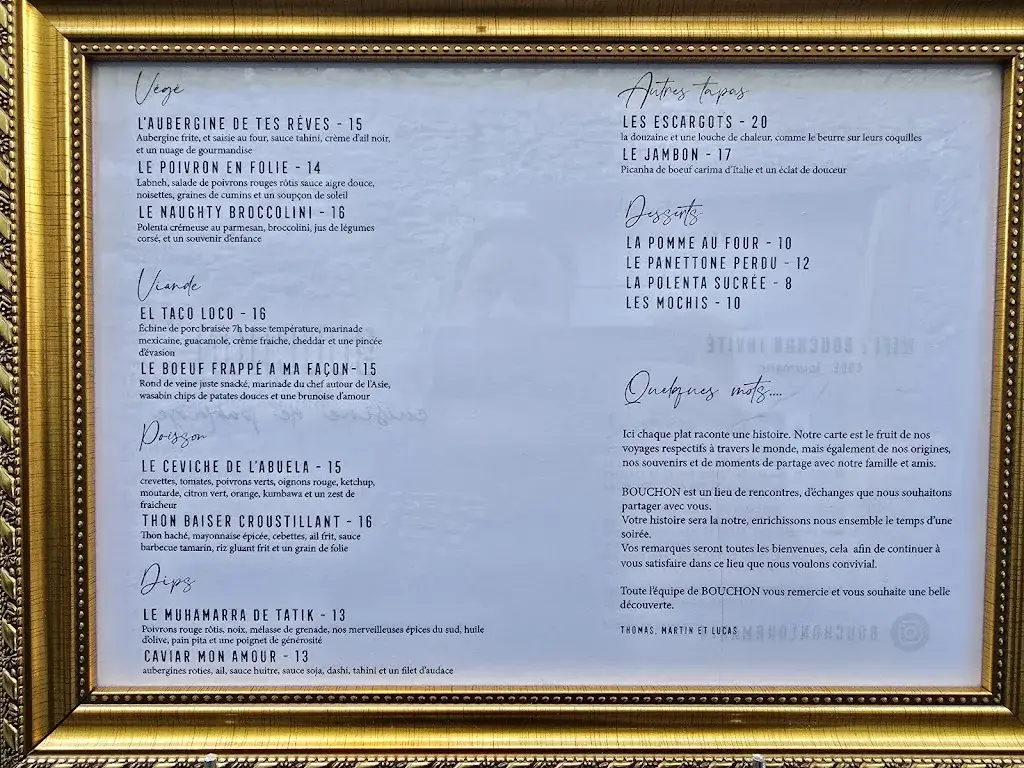 Végé
L'AUBERGINE DE TES RÊVES - 15
Aubergine frite, et saisie au four, sauce tahini, crème d'ail noir,
et un nuage de gourmandise
LE POIVRON EN FOLIE - 14
Labneh, salade de poivrons rouges rôtis sauce aigre douce,
noisettes, graines de cumins et un soupçon de soleil
LE NAUGHTY BROCCOLINI - 16
Polenta crémeuse au parmesan, broccolini, jus de légumes
corsé, et un souvenir d'enfance
Viande
EL TACO LOCO - 16
Échine de porc braisée 7h basse température, marinade
mexicaine, guacamole, crème fraiche, cheddar et une pincée
d'évasion
LE BOEUF FRAPPÉ A MA FAÇON- 15
Rond de veine juste snacké, marinade du chef autour de l'Asie,
wasabin chips de patates douces et une brunoise d'amour
Poisson
LE CEVICHE DE L'ABUELA - 15
crevettes, tomates, poivrons verts, oignons rouge, ketchup,
moutarde, citron vert, orange, kumbawa et un zest de
fraicheur
THON BAISER CROUSTILLANT - 16
Thon haché, mayonnaise épicée, cebettes, ail frit, sauce
barbecue tamarin, riz gluant frit et un grain de folie
Dips
LE MUHAMARRA DE TATIK - 13
Poivrons rouge rôtis, noix, mélasse de grenade, nos merveilleuses épices du sud, huile
d'olive, pain pita et une poignet de générosité
CAVIAR MON AMOUR - 13
aubergines roties, ail, sauce huitre, sauce soja, dashi, tahini et un filet d'audace
Autres tapas
LES ESCARGOTS - 20
la douzaine et une louche de chaleur, comme le beurre sur leurs coquilles
LE JAMBON - 17
Picanha de boeuf carima d'Italie et un éclat de douceur
Desserts
LA POMME AU FOUR - 10
LE PANETTONE PERDU - 12
LA POLENTA SUCRÉE - 8
LES MOCHIS - 10
Quelques mots....
Ici chaque plat raconte une histoire. Notre carte est le fruit de nos
voyages respectifs à travers le monde, mais également de nos origines,
nos souvenirs et de moments de partage avec notre famille et amis.
BOUCHON est un lieu de rencontres, d'échanges que nous souhaitons
partager avec vous.
Votre histoire sera la notre, enrichissons nous ensemble le temps d'une
soirée.
Vos remarques seront toutes les bienvenues, cela afin de continuer à
vous satisfaire dans ce lieu que nous voulons convivial.
Toute l'équipe de BOUCHON vous remercie et vous souhaite une belle
découverte.
THOMAS, MARTIN ET LUCAS